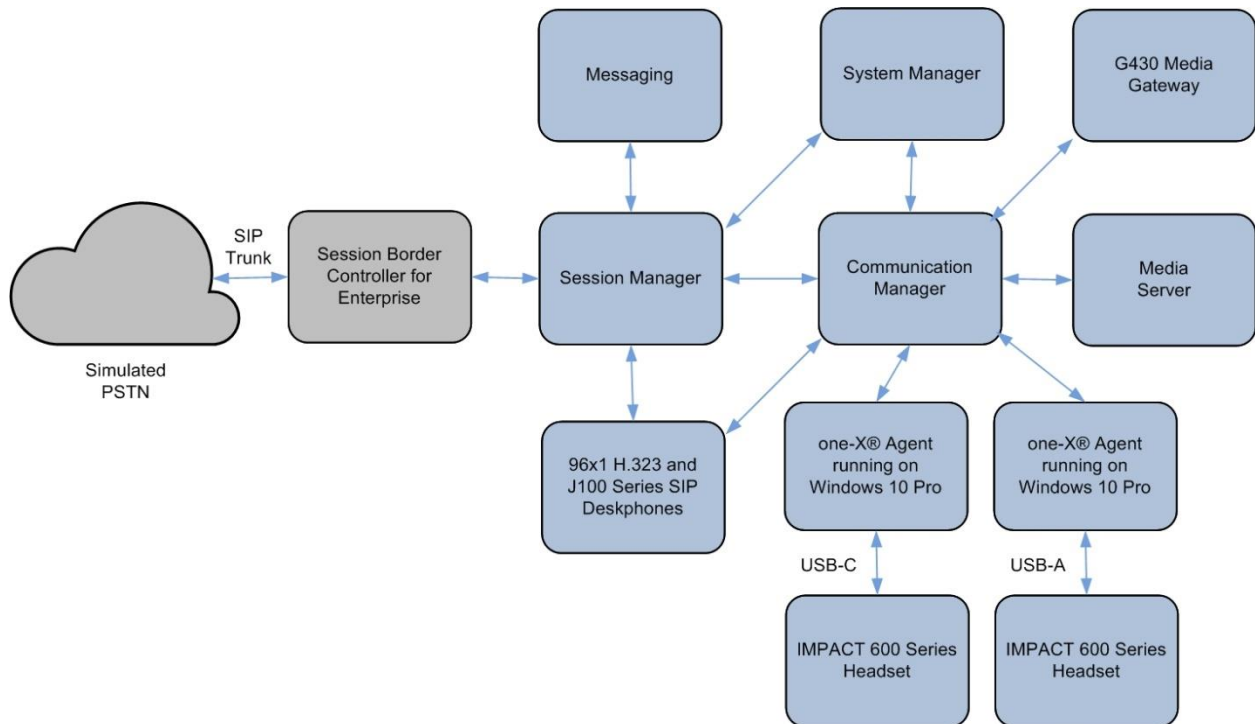 Messaging
System Manager
G430 Media
Gateway
SIP
Trunk
Session Border
Controller for
Enterprise
Session Manager
Communication
Manager
Media
Server
Simulated
PSTN
96x1 H.323 and
J100 Series SIP
Deskphones
one-X® Agent
running on
Windows 10 Pro
one-X® Agent
running on
Windows 10 Pro
USB-C
USB-A
IMPACT 600 Series
Headset
IMPACT 600 Series
Headset